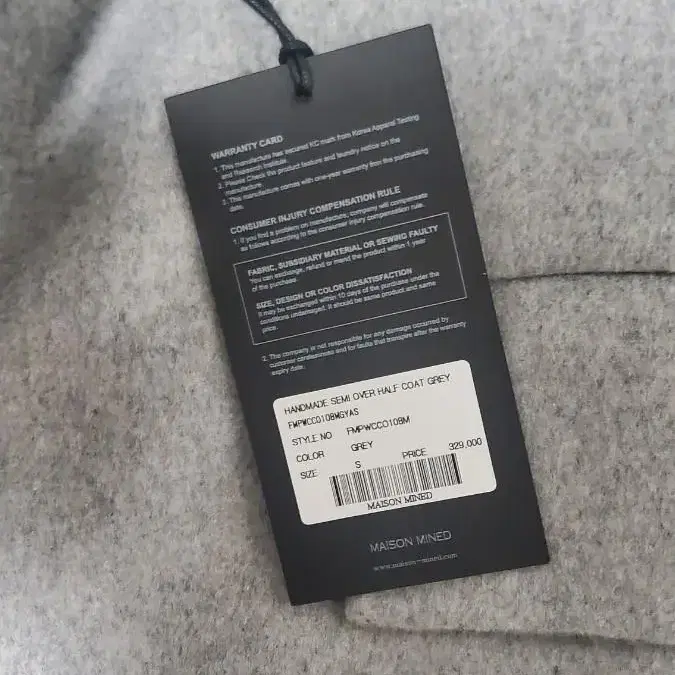 WARRANTY CARD
1. This manufacture has secured KC mark from Korea Apparel Testing
and Research Institute.
2. Please Check the product feature and laundry notice on the
manufacture.
3. This manufacture comes with one-year warranty from the purchasing
date.
CONSUMER INJURY COMPENSATION RULE
1. If you find a problem on manufacture, company will compensate
as follows according to the consumer injury compensation rule.
FABRIC, SUBSIDIARY MATERIAL OR SEWING FAULTY
You can exchange, refund or mend the product within 1 year
of the purchase.
SIZE, DESIGN OR COLOR DISSATISFACTION
It may be exchanged within 10 days of the purchase under the
conditions undamaged. It should be same product and same
price.
2. The company is not responsible for any damage occurred by
customer carelessness and for faults that transpire after the warranty
expiry date.
HANDMADE SEMI OVER HALF COAT GREY
FMPWCC010BMGYAS
STYLE NO FMPWCC010BM
COLOR GREY
SIZE S PRICE 329,000
MAISON MINED
MAISON MINED
www.maison-mined.com